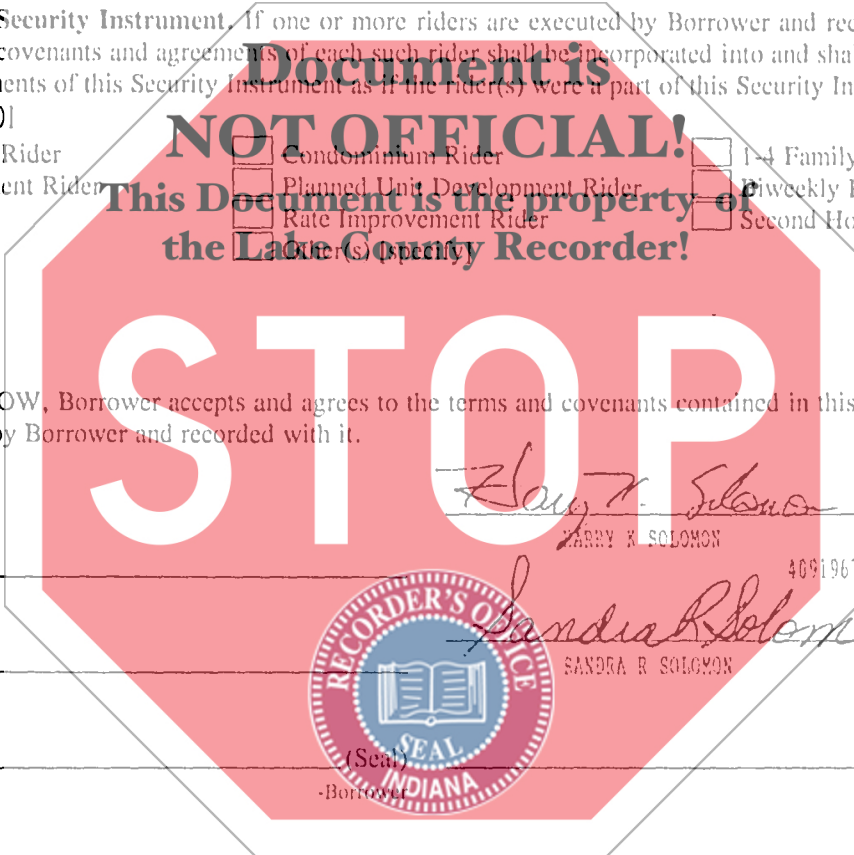 Security Instrument. If one or more riders are executed by Borrower and rec
covenants and agreements of each such rider shall be incorporated into and sha
ents of this Security Instrument as if the rider(s) were a part of this Security In
)]
Document is
NOT OFFICIAL!
This Document is the property of
the Lake County Recorder!
Rider
Condominium Rider
1-4 Family
ent Rider
Planned Unit Development Rider
Biweekly
Rate Improvement Rider
Second Ho
Other(s) [specify]
STOP
OW, Borrower accepts and agrees to the terms and covenants contained in this
y Borrower and recorded with it.
Harry K. Solomon
HARRY K SOLOMON
4091967
Sandra R Solom
SANDRA R SOLOMON
RECORDER'S OFFICE
SEAL
INDIANA
(Seal)
-Borrower